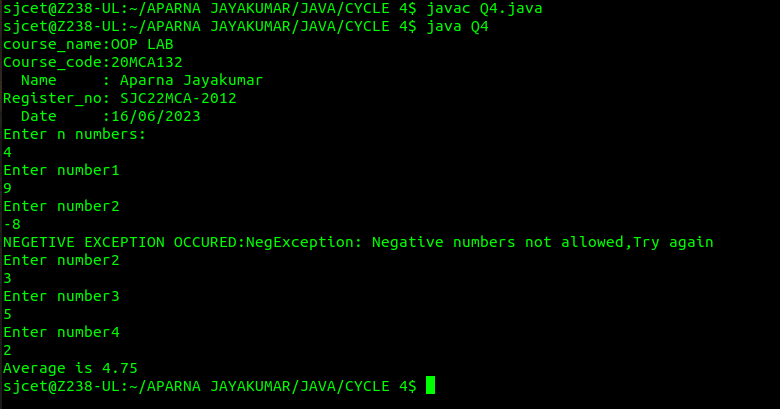 sjcet@Z238-UL:~/APARNA JAYAKUMAR/JAVA/CYCLE 4$ javac Q4.java
sjcet@Z238-UL:~/APARNA JAYAKUMAR/JAVA/CYCLE 4$ java Q4
course_name:OOP LAB
Course_code:20MCA132
  Name     : Aparna Jayakumar
Register_no: SJC22MCA-2012
  Date     :16/06/2023
Enter n numbers:
4
Enter number1
9
Enter number2
-8
NEGETIVE EXCEPTION OCCURED:NegException: Negative numbers not allowed,Try again
Enter number2
3
Enter number3
5
Enter number4
2
Average is 4.75
sjcet@Z238-UL:~/APARNA JAYAKUMAR/JAVA/CYCLE 4$